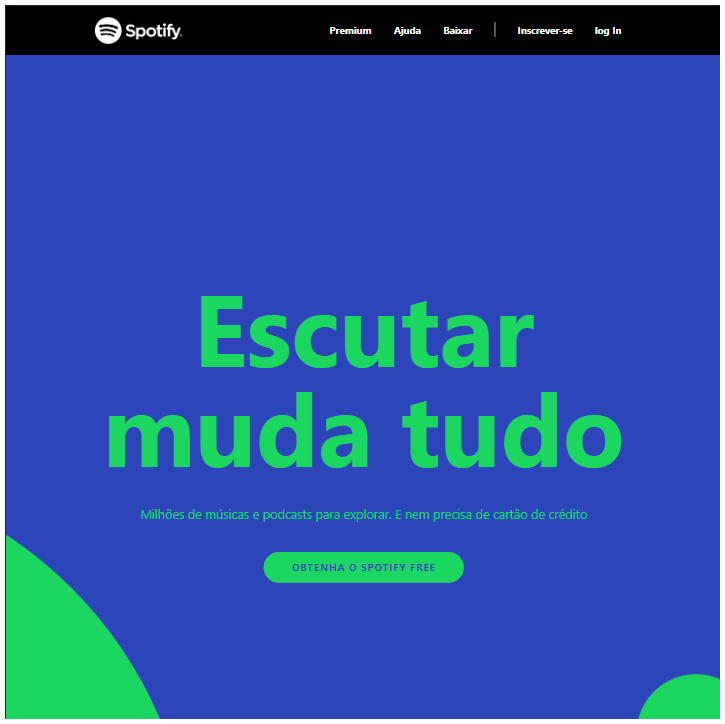 Spotify Premium Ajuda Baixar | Inscrever-se log In
Escutar
muda tudo
Milhões de músicas e podcasts para explorar. E nem precisa de cartão de crédito
OBTENHA O SPOTIFY FREE